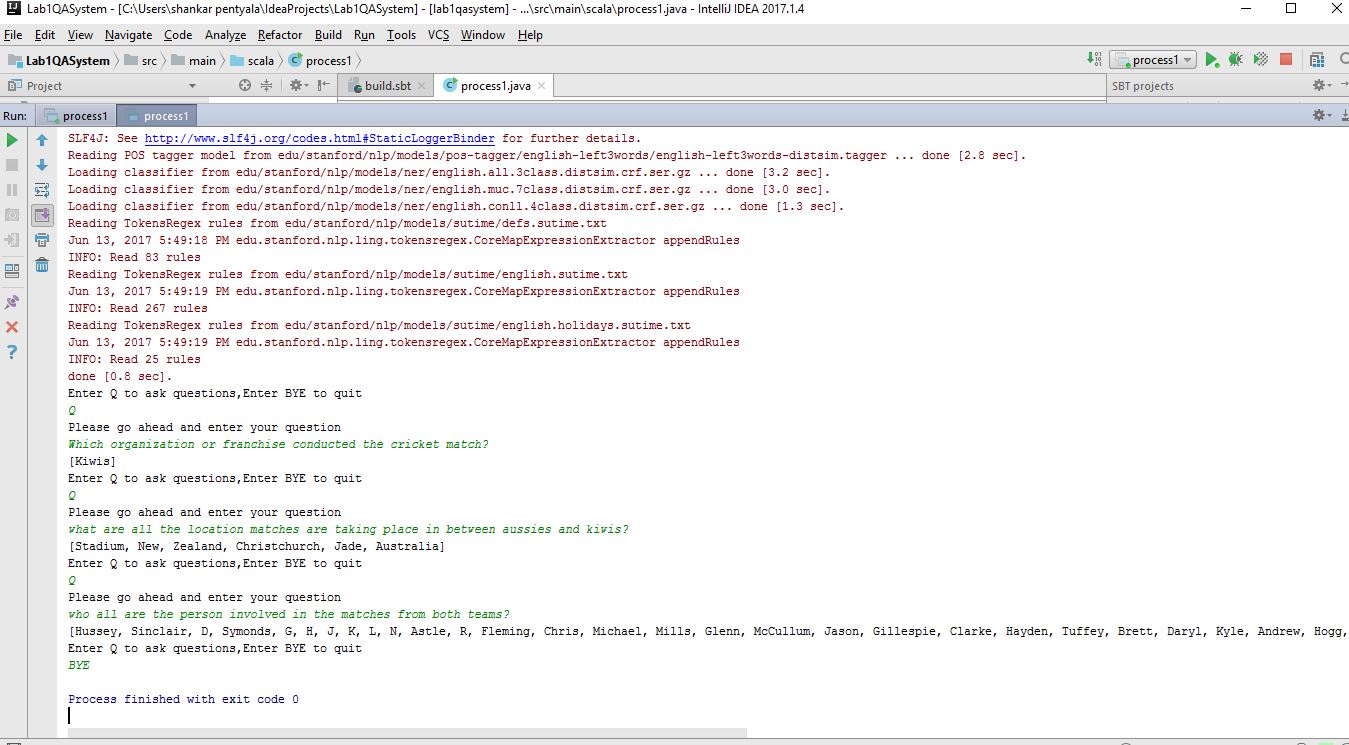 Lab1QASystem - [C:\Users\shankar pentyala\IdeaProjects\Lab1QASystem] - [lab1qasystem] - ...\src\main\scala\process1.java - IntelliJ IDEA 2017.1.4
File Edit View Navigate Code Analyze Refactor Build Run Tools VCS Window Help
Lab1QASystem src main scala process1 process1
Project build.sbt process1.java SBT projects
Run: process1 process1
SLF4J: See http://www.slf4j.org/codes.html#StaticLoggerBinder for further details.
Reading POS tagger model from edu/stanford/nlp/models/pos-tagger/english-left3words/english-left3words-distsim.tagger ... done [2.8 sec].
Loading classifier from edu/stanford/nlp/models/ner/english.all.3class.distsim.crf.ser.gz ... done [3.2 sec].
Loading classifier from edu/stanford/nlp/models/ner/english.muc.7class.distsim.crf.ser.gz ... done [3.0 sec].
Loading classifier from edu/stanford/nlp/models/ner/english.conll.4class.distsim.crf.ser.gz ... done [1.3 sec].
Reading TokensRegex rules from edu/stanford/nlp/models/sutime/defs.sutime.txt
Jun 13, 2017 5:49:18 PM edu.stanford.nlp.ling.tokensregex.CoreMapExpressionExtractor appendRules
INFO: Read 83 rules
Reading TokensRegex rules from edu/stanford/nlp/models/sutime/english.sutime.txt
Jun 13, 2017 5:49:19 PM edu.stanford.nlp.ling.tokensregex.CoreMapExpressionExtractor appendRules
INFO: Read 267 rules
Reading TokensRegex rules from edu/stanford/nlp/models/sutime/english.holidays.sutime.txt
Jun 13, 2017 5:49:19 PM edu.stanford.nlp.ling.tokensregex.CoreMapExpressionExtractor appendRules
INFO: Read 25 rules
done [0.8 sec].
Enter Q to ask questions,Enter BYE to quit
Q
Please go ahead and enter your question
Which organization or franchise conducted the cricket match?
[Kiwis]
Enter Q to ask questions,Enter BYE to quit
Q
Please go ahead and enter your question
what are all the location matches are taking place in between aussies and kiwis?
[Stadium, New, Zealand, Christchurch, Jade, Australia]
Enter Q to ask questions,Enter BYE to quit
Q
Please go ahead and enter your question
who all are the person involved in the matches from both teams?
[Hussey, Sinclair, D, Symonds, G, H, J, K, L, N, Astle, R, Fleming, Chris, Michael, Mills, Glenn, McCullum, Jason, Gillespie, Clarke, Hayden, Tuffey, Brett, Daryl, Kyle, Andrew, Hogg,
Enter Q to ask questions,Enter BYE to quit
BYE
Process finished with exit code 0